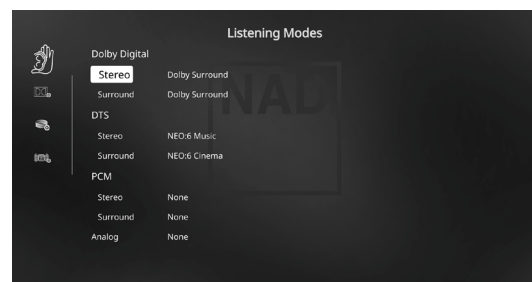 Listening Modes
Dolby Digital
Stereo Dolby Surround
Surround Dolby Surround
DTS
Stereo NEO:6 Music
Surround NEO:6 Cinema
PCM
Stereo None
Surround None
Analog None
NAD